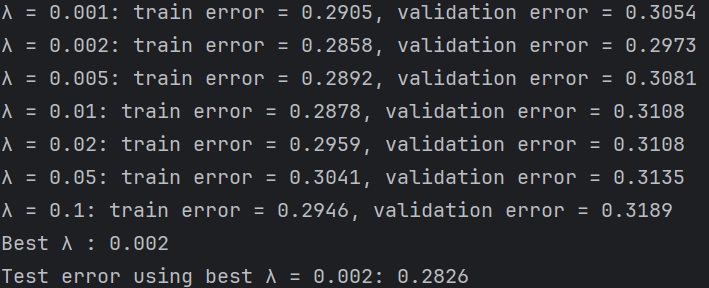 λ = 0.001: train error = 0.2905, validation error = 0.3054
λ = 0.002: train error = 0.2858, validation error = 0.2973
λ = 0.005: train error = 0.2892, validation error = 0.3081
λ = 0.01: train error = 0.2878, validation error = 0.3108
λ = 0.02: train error = 0.2959, validation error = 0.3108
λ = 0.05: train error = 0.3041, validation error = 0.3135
λ = 0.1: train error = 0.2946, validation error = 0.3189
Best λ : 0.002
Test error using best λ = 0.002: 0.2826